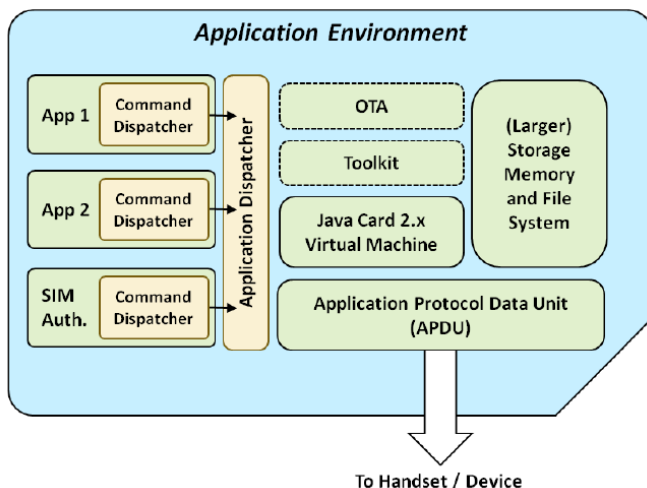 Application Environment
App 1
Command
Dispatcher
App 2
Command
Dispatcher
SIM
Auth.
Command
Dispatcher
Application Dispatcher
OTA
Toolkit
Java Card 2.x
Virtual Machine
(Larger)
Storage
Memory
and File
System
Application Protocol Data Unit
(APDU)
To Handset / Device